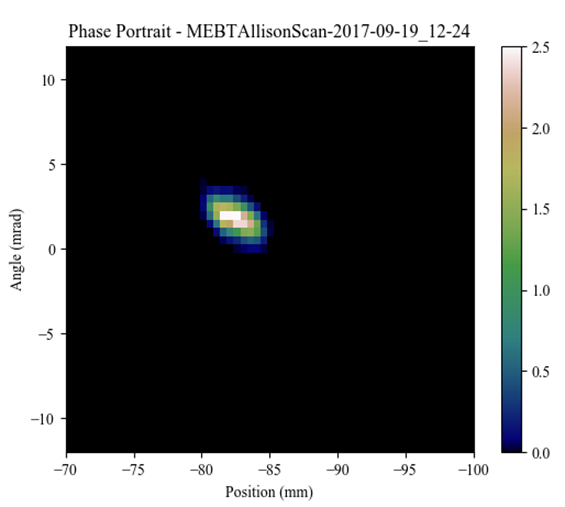 Phase Portrait - MEBTAllisonScan-2017-09-19_12-24
10
5
0
−5
−10
Angle (mrad)
−70 −75 −80 −85 −90 −95 −100
Position (mm)
2.5
2.0
1.5
1.0
0.5
0.0